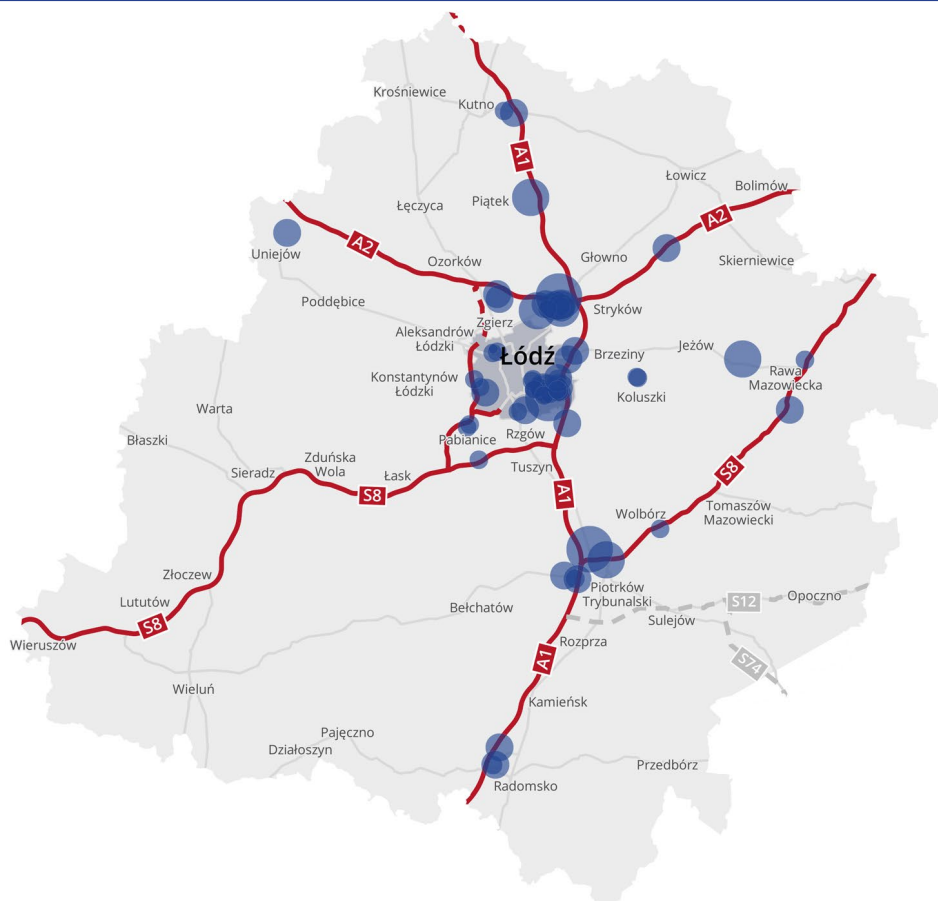 Krośniewice
Kutno
A1
Łowicz
Bolimów
Łęczyca
Piątek
A2
A2
Uniejów
Ozorków
Głowno
Skierniewice
Poddębice
Zgierz
Stryków
Aleksandrów
Łódzki
Łódź
Brzeziny
Jeżów
Konstantynów
Łódzki
Koluszki
Rawa
Mazowiecka
Warta
Błaszki
Pabianice
Rzgów
Zduńska
Wola
Sieradz
Łask
Tuszyn
S8
S8
A1
Wolbórz
Tomaszów
Mazowiecki
Złoczew
Piotrków
Trybunalski
Lututów
Bełchatów
S12
Opoczno
Sulejów
S8
Wieruszów
Rozprza
A1
S74
Wieluń
Kamieńsk
Pajęczno
Działoszyn
Przedbórz
Radomsko